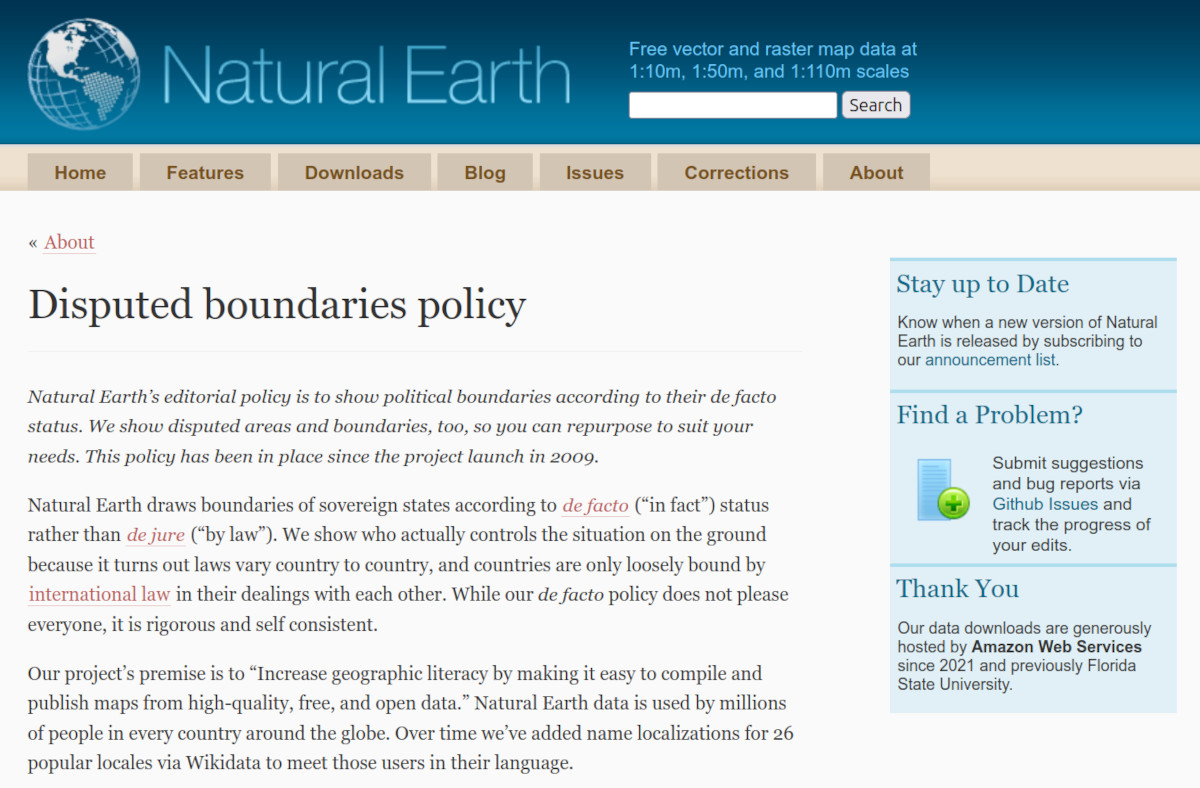 Natural Earth
Free vector and raster map data at
1:10m, 1:50m, and 1:110m scales
Search
Home
Features
Downloads
Blog
Issues
Corrections
About
« About
Disputed boundaries policy
Natural Earth’s editorial policy is to show political boundaries according to their de facto
status. We show disputed areas and boundaries, too, so you can repurpose to suit your
needs. This policy has been in place since the project launch in 2009.
Natural Earth draws boundaries of sovereign states according to de facto (“in fact”) status
rather than de jure (“by law”). We show who actually controls the situation on the ground
because it turns out laws vary country to country, and countries are only loosely bound by
international law in their dealings with each other. While our de facto policy does not please
everyone, it is rigorous and self consistent.
Our project’s premise is to “Increase geographic literacy by making it easy to compile and
publish maps from high-quality, free, and open data.” Natural Earth data is used by millions
of people in every country around the globe. Over time we’ve added name localizations for 26
popular locales via Wikidata to meet those users in their language.
Stay up to Date
Know when a new version of Natural
Earth is released by subscribing to
our announcement list.
Find a Problem?
Submit suggestions
and bug reports via
Github Issues and
track the progress of
your edits.
Thank You
Our data downloads are generously
hosted by Amazon Web Services
since 2021 and previously Florida
State University.